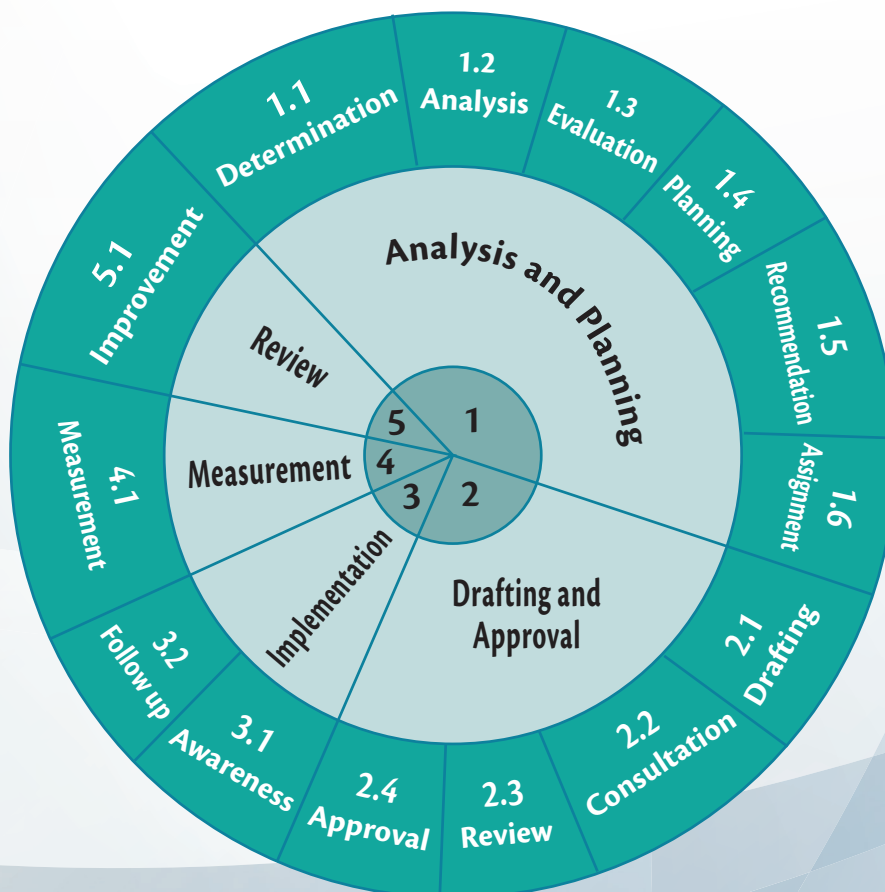 1.1
Determination
1.2
Analysis
1.3
Evaluation
1.4
Planning
1.5
Recommendation
1.6
Assignment
2.1
Drafting
2.2
Consultation
2.3
Review
2.4
Approval
3.1
Awareness
3.2
Follow up
4.1
Measurement
5.1
Improvement
Analysis and Planning
Drafting and
Approval
Implementation
Measurement
Review
1
2
3
4
5